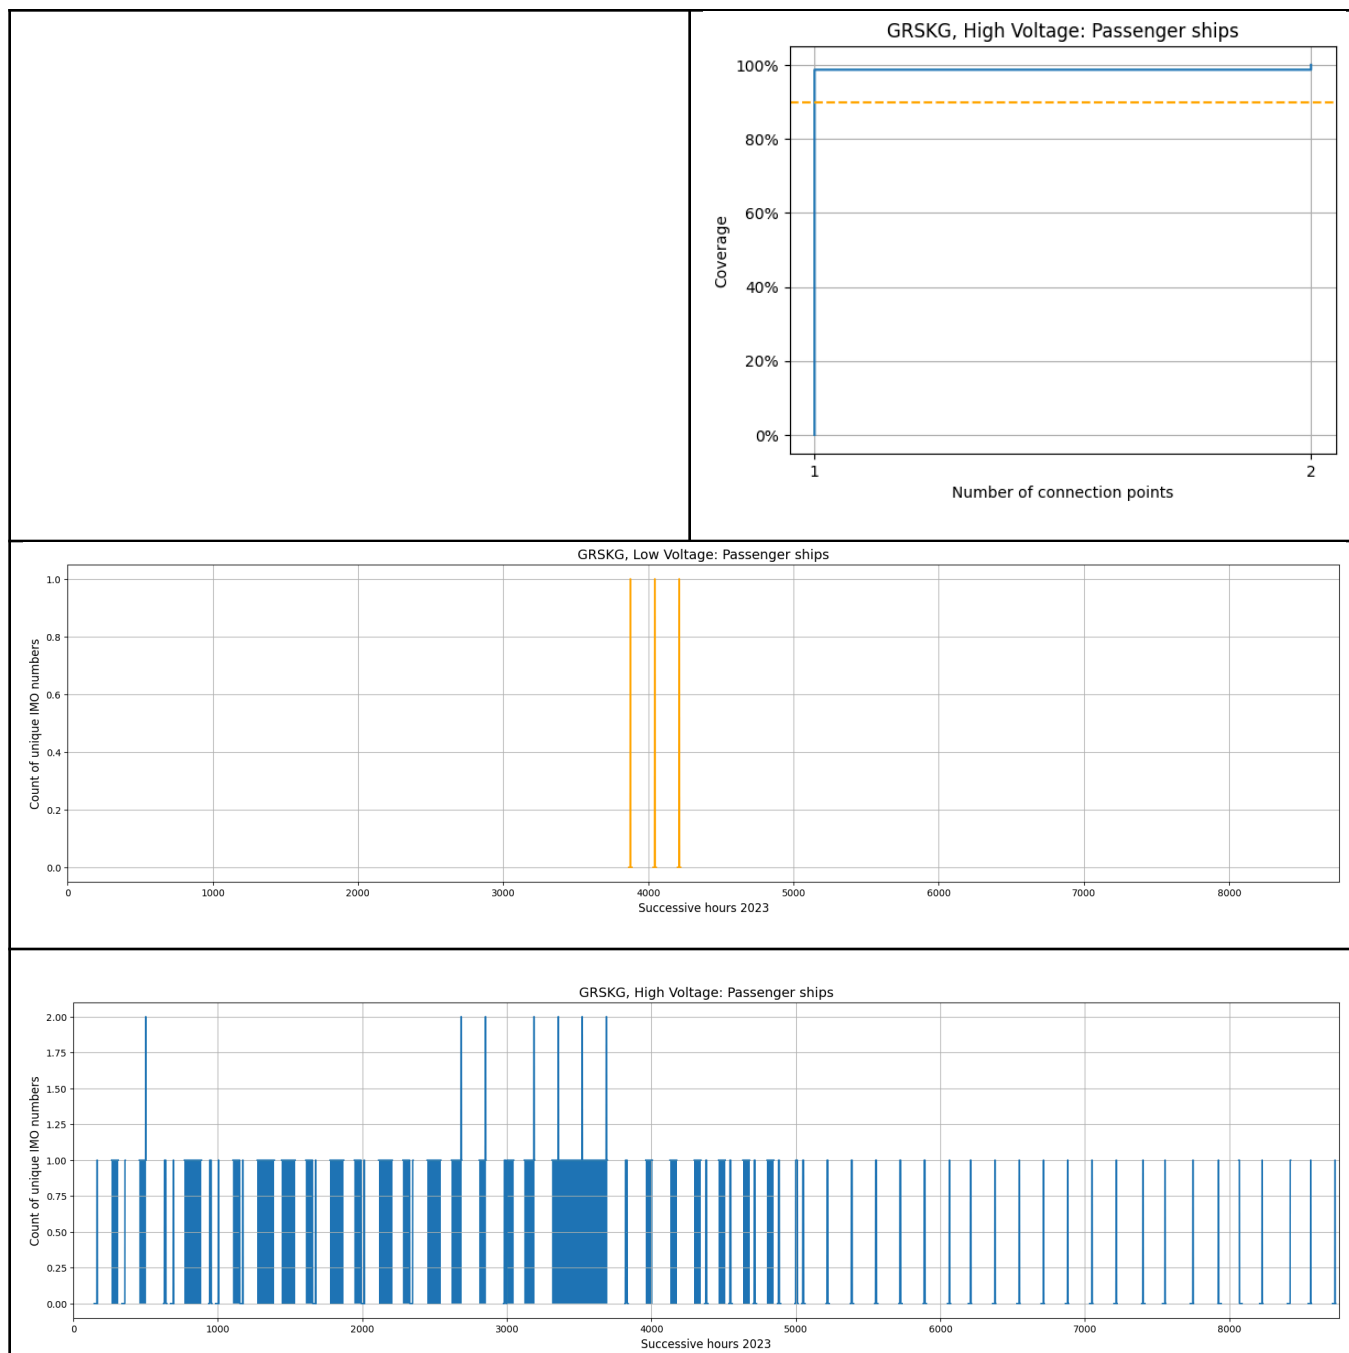 GRSKG, High Voltage: Passenger ships
100%
80%
60%
40%
20%
0%
Coverage
1 2
Number of connection points
GRSKG, Low Voltage: Passenger ships
1.0
0.8
0.6
0.4
0.2
0.0
Count of unique IMO numbers
0 1000 2000 3000 4000 5000 6000 7000 8000
Successive hours 2023
GRSKG, High Voltage: Passenger ships
2.00
1.75
1.50
1.25
1.00
0.75
0.50
0.25
0.00
Count of unique IMO numbers
0 1000 2000 3000 4000 5000 6000 7000 8000
Successive hours 2023